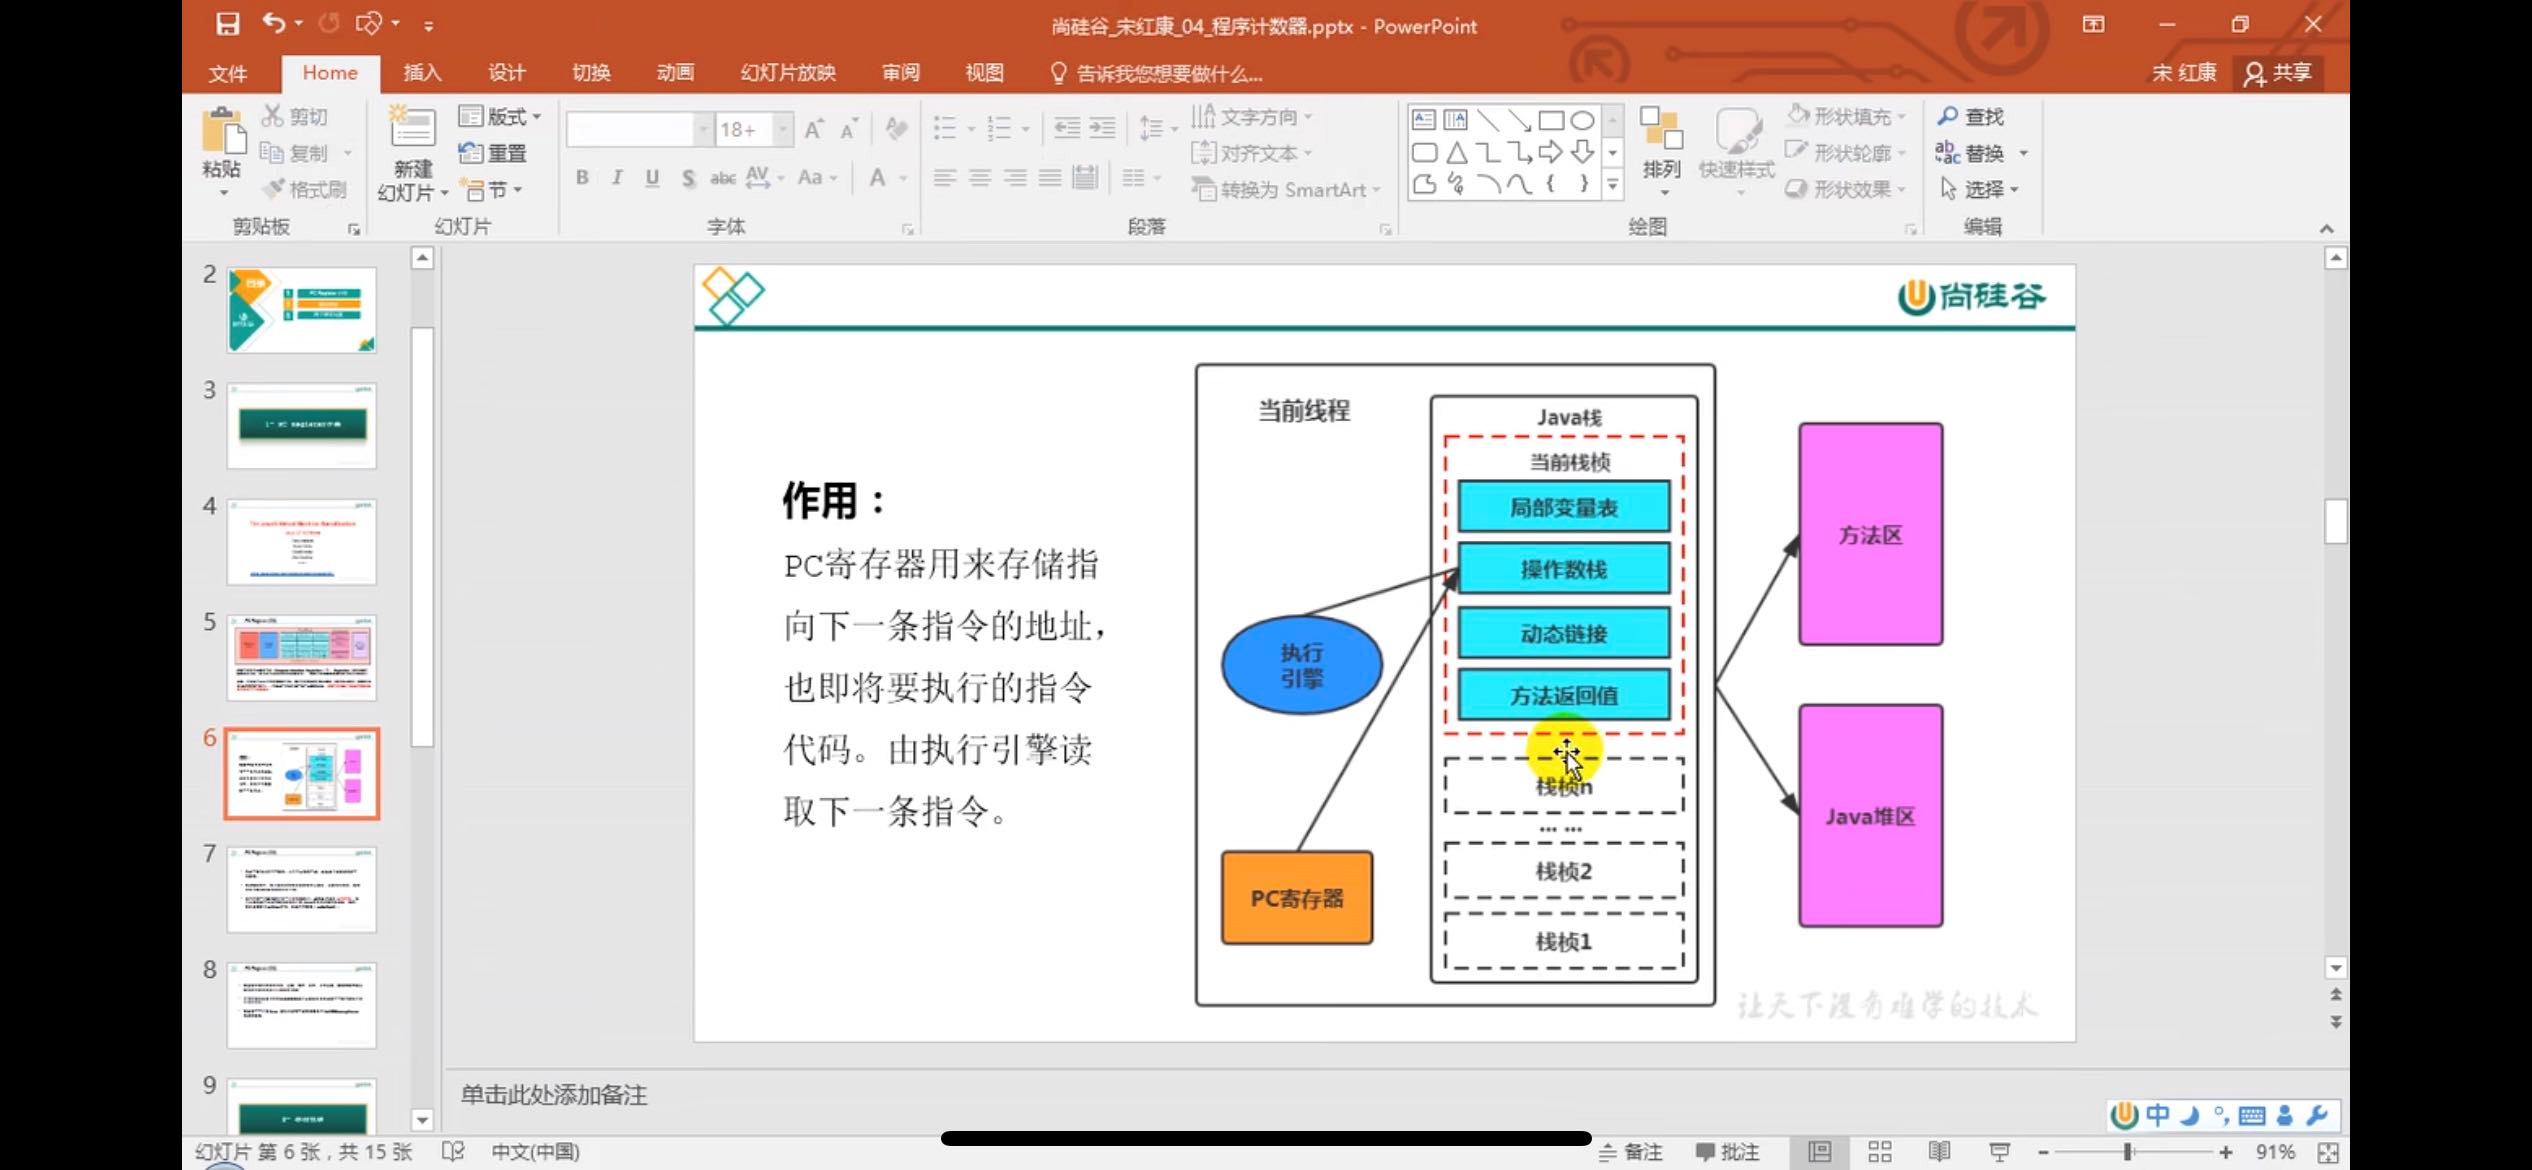 尚硅谷_宋红康_04_程序计数器.pptx - PowerPoint
文件 Home 插入 设计 切换 动画 幻灯片放映 审阅 视图 告诉我您想要做什么... 宋 红康 共享
粘贴
剪切
复制
格式刷
剪贴板
新建
幻灯片
版式
重置
节
幻灯片
18+
B I U S abc AV Aa A
字体
文字方向
对齐文本
转换为 SmartArt
段落
排列
快速样式
形状填充
形状轮廓
形状效果
绘图
查找
替换
选择
编辑
2
3
4
5
6
7
8
9
尚硅谷
作用：
PC寄存器用来存储指
向下一条指令的地址，
也即将要执行的指令
代码。由执行引擎读
取下一条指令。
当前线程
Java栈
当前栈桢
局部变量表
操作数栈
动态链接
方法返回值
栈桢n
... ...
栈桢2
栈桢1
执行
引擎
PC寄存器
方法区
Java堆区
让天下没有难学的技术
单击此处添加备注
中
幻灯片 第 6 张，共 15 张 中文(中国) 备注 批注 91%